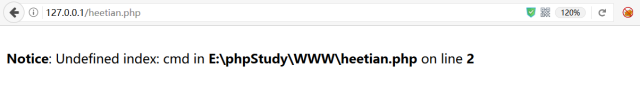 127.0.0.1/heetian.php
120%
Notice: Undefined index: cmd in E:\phpStudy\WWW\heetian.php on line 2